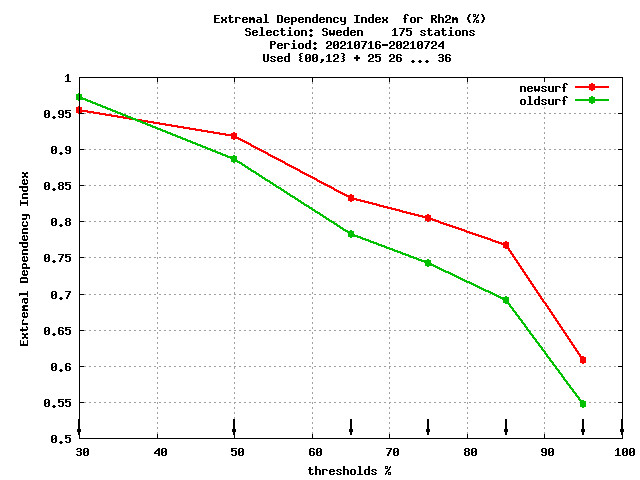 Extremal Dependency Index  for Rh2m (%)
Selection: Sweden    175 stations
Period: 20210716-20210724
Used {00,12} + 25 26 ... 36
newsurf
oldsurf
1
0.95
0.9
0.85
0.8
0.75
0.7
0.65
0.6
0.55
0.5
Extremal Dependency Index
30 40 50 60 70 80 90 100
thresholds %